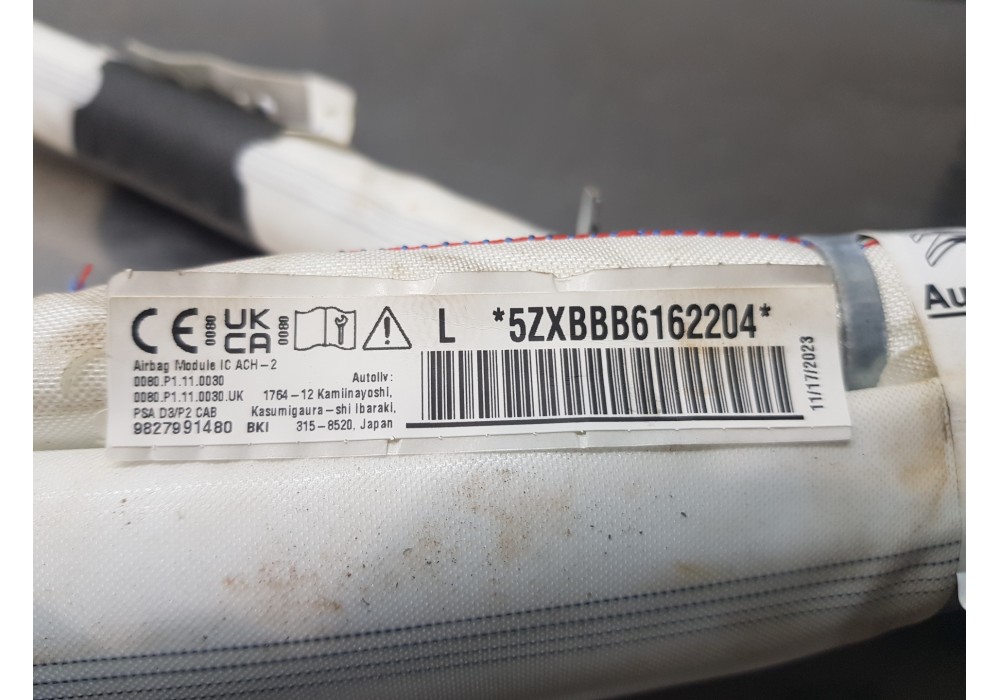 CE 0080 UK CA 0080 L *5ZXBBB6162204*
Airbag Module IC ACH-2
0080.P1.11.0030
0080.P1.11.0030.UK
PSA D3/P2 CAB
9827991480 BKI
Autoliv:
1764-12 Kamiinayoshi,
Kasumigaura-shi Ibaraki,
315-8520, Japan
11/17/2023
Au